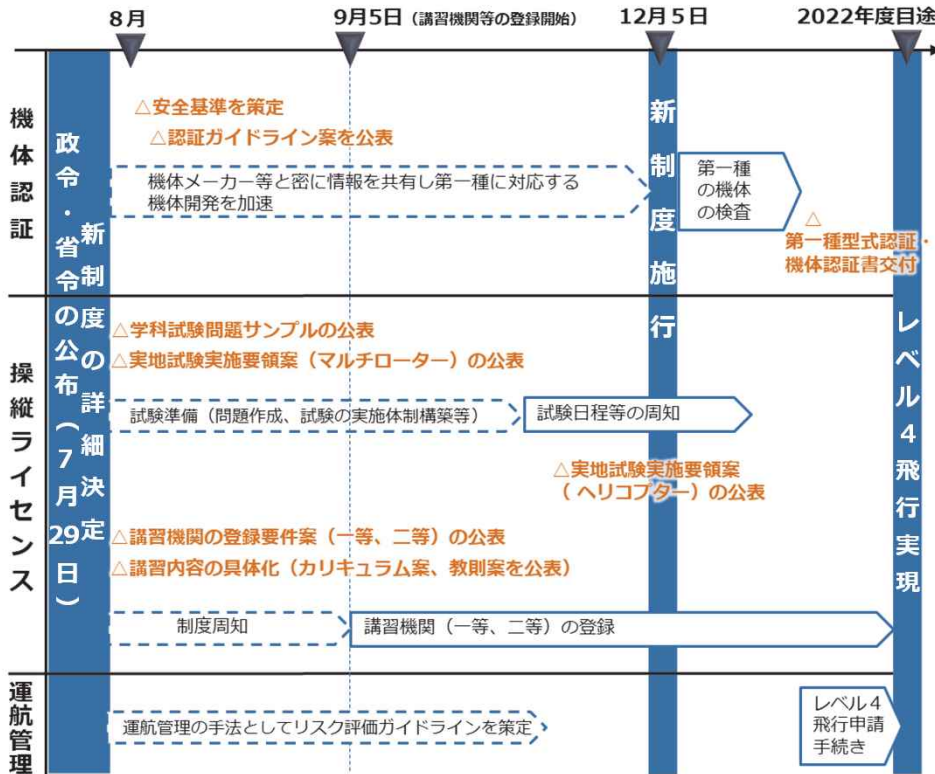 8月
9月5日（講習機関等の登録開始）
12月５日
2022年度目途
機体認証
政令・省令の公布（７月29日）
新制度の詳細決定
△安全基準を策定
△認証ガイドライン案を公表
機体メーカー等と密に情報を共有し第一種に対応する
機体開発を加速
新制度施行
第一種
の機体
の検査
△
第一種型式認証・
機体認証書交付
レベル４飛行実現
操縦ライセンス
△学科試験問題サンプルの公表
△実地試験実施要領案（マルチローター）の公表
試験準備（問題作成、試験の実施体制構築等）
試験日程等の周知
△実地試験実施要領案
（ヘリコプター）の公表
△講習機関の登録要件案（一等、二等）の公表
△講習内容の具体化（カリキュラム案、教則案を公表）
制度周知
講習機関（一等、二等）の登録
運航管理
運航管理の手法としてリスク評価ガイドラインを策定
レベル４
飛行申請
手続き